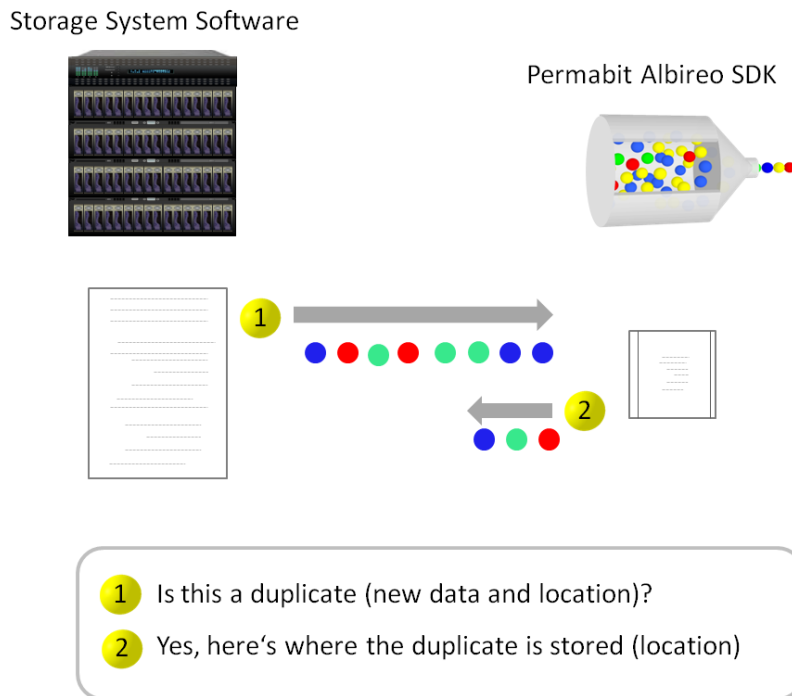 Storage System Software
Permabit Albireo SDK
1
2
1 Is this a duplicate (new data and location)?
2 Yes, here‘s where the duplicate is stored (location)